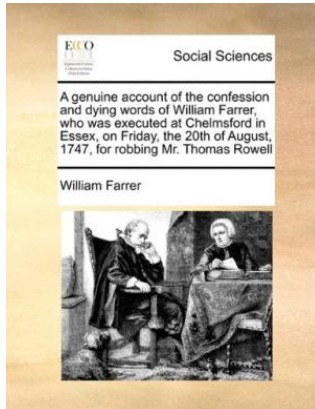 ECCO
Social Sciences
A genuine account of the confession
and dying words of William Farrer,
who was executed at Chelmsford in
Essex, on Friday, the 20th of August,
1747, for robbing Mr. Thomas Rowell
William Farrer